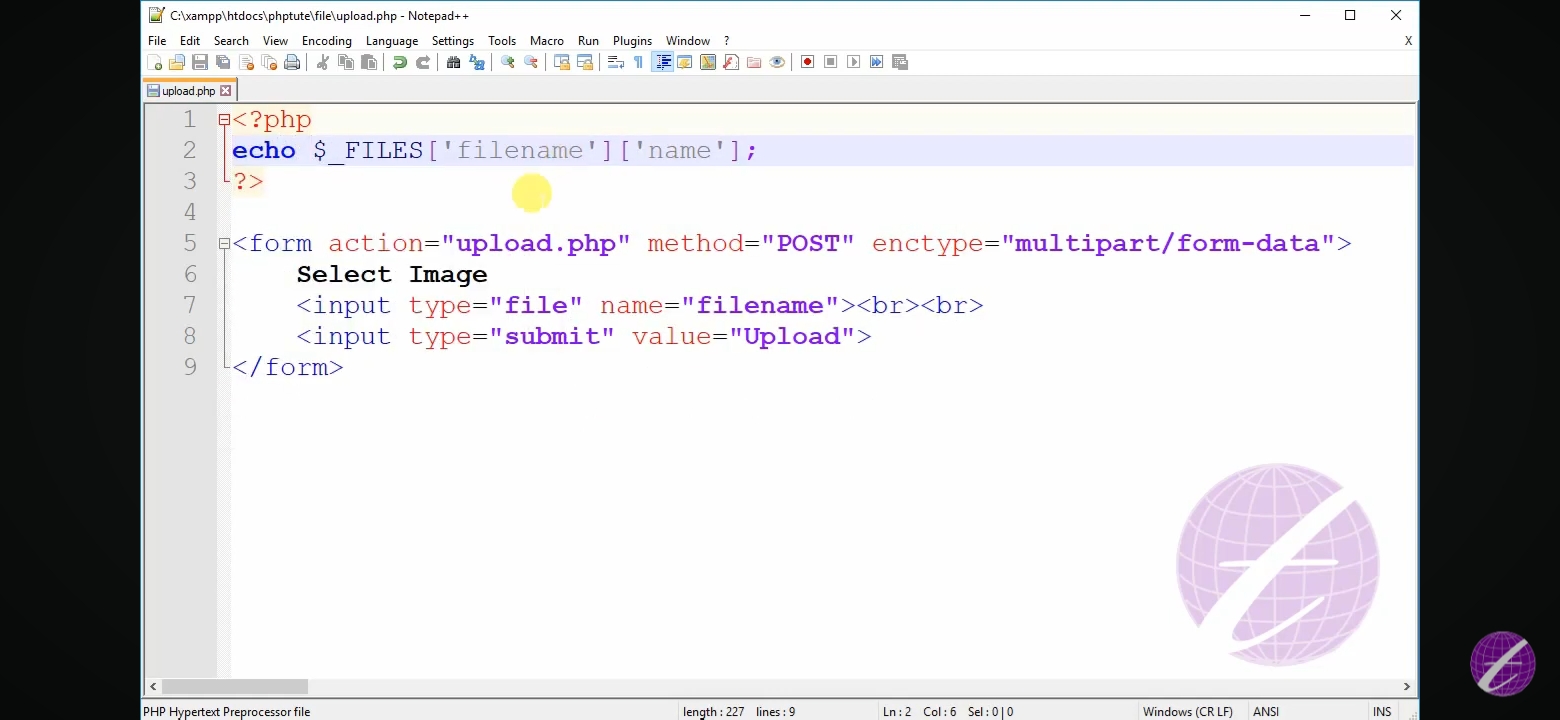 C:\xampp\htdocs\phptute\file\upload.php - Notepad++
File Edit Search View Encoding Language Settings Tools Macro Run Plugins Window ? X
upload.php
1 <?php
2 echo $_FILES['filename']['name'];
3 ?>
4
5 <form action="upload.php" method="POST" enctype="multipart/form-data">
6 Select Image
7 <input type="file" name="filename"><br><br>
8 <input type="submit" value="Upload">
9 </form>
PHP Hypertext Preprocessor file length : 227 lines : 9 Ln : 2 Col : 6 Sel : 0 | 0 Windows (CR LF) ANSI INS